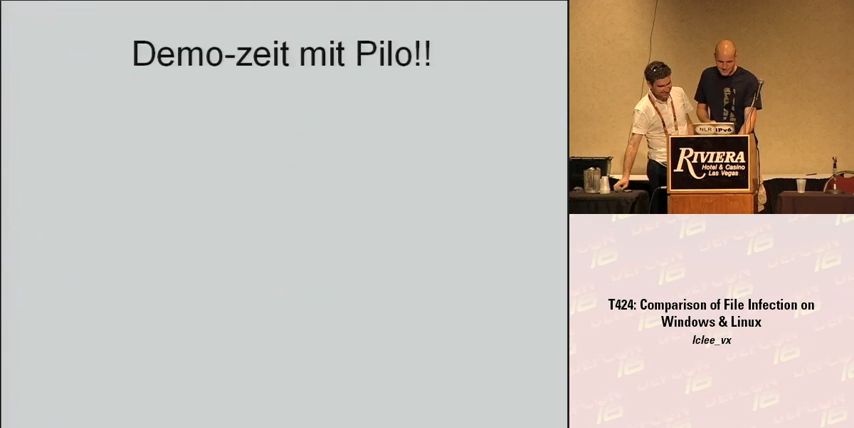 Demo-zeit mit Pilo!!
NLR IPv6
RIVIERA
Hotel & Casino
Las Vegas
T424: Comparison of File Infection on
Windows & Linux
lclee_vx